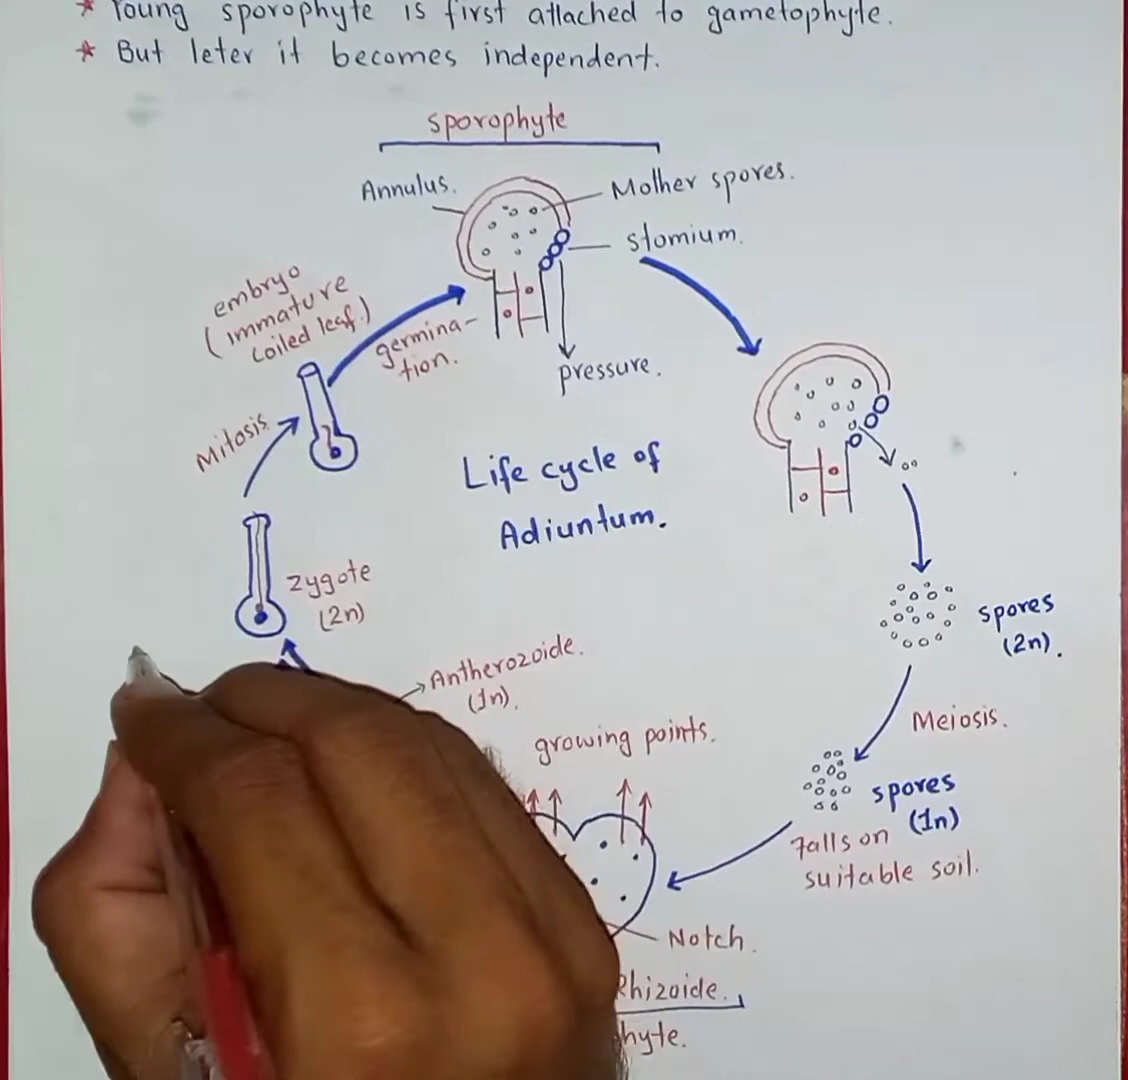 * Young sporophyte is first attached to gametophyte.
* But leter it becomes independent.
sporophyte
Annulus.
Mother spores.
stomium.
embryo
(immature
coiled leaf.)
germina-
tion.
pressure.
Mitosis
Life cycle of
Adiuntum.
zygote
(2n)
spores
(2n).
Antherozoide.
(1n).
Meiosis.
growing points.
spores
(1n)
Falls on
suitable soil.
Notch.
Rhizoide.
hyte.